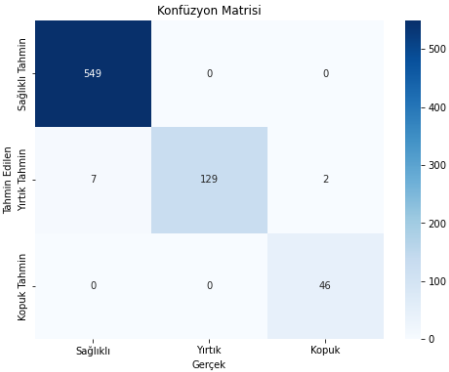 Konfüzyon Matrisi
Tahmin Edilen
Sağlıklı Tahmin
549 0 0
Yırtık Tahmin
7 129 2
Kopuk Tahmin
0 0 46
Sağlıklı Yırtık Kopuk
Gerçek
500
400
300
200
100
0